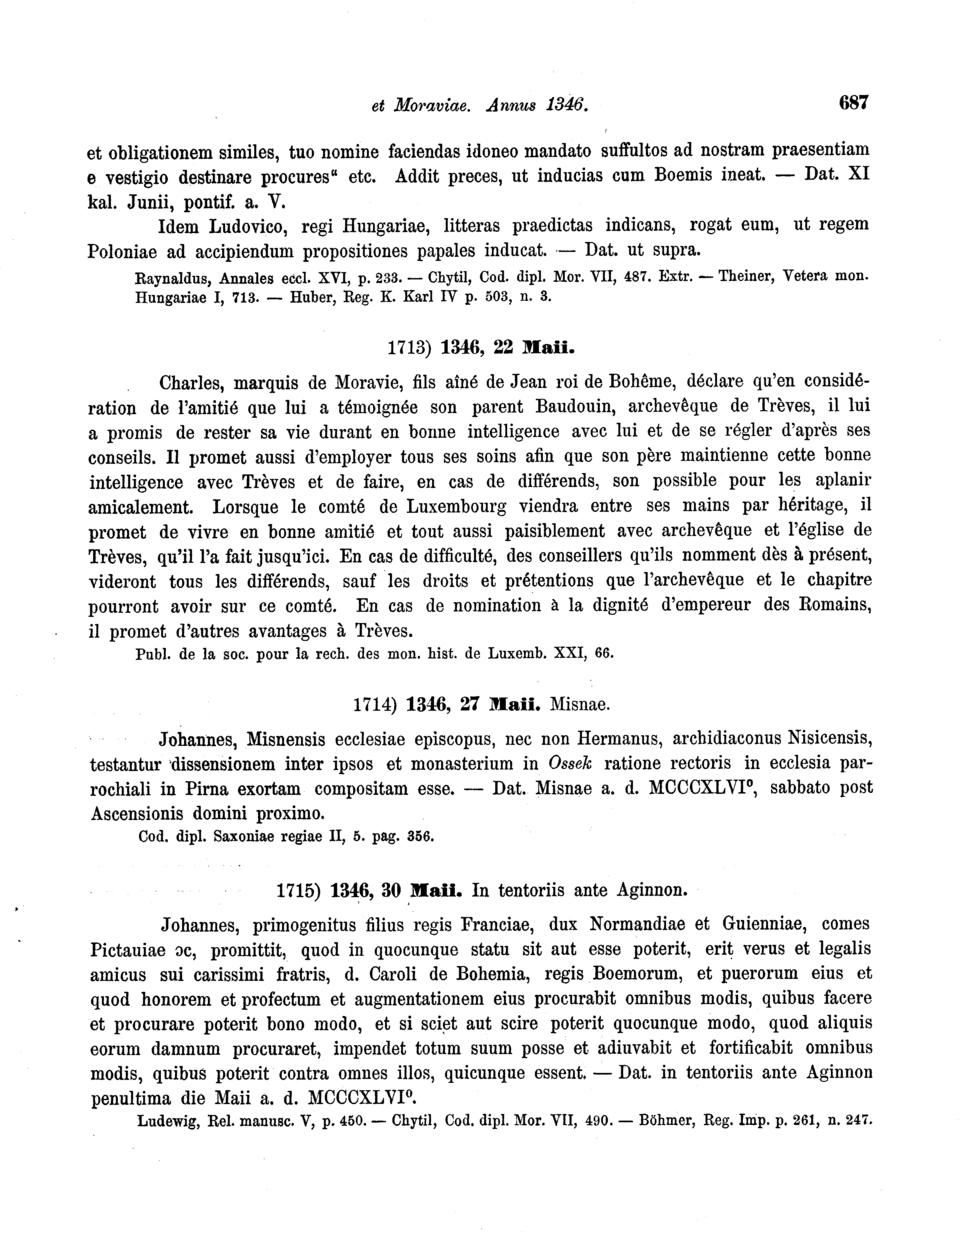 et Moraviae. Annus 1346. 687
et obligationem similes, tuo nomine faciendas idoneo mandato suffultos ad nostram praesentiam
e vestigio destinare procures“ etc. Addit preces, ut inducias cum Boemis ineat. — Dat. XI
kal. Junii, pontif. a. V.
Idem Ludovico, regi Hungariae, litteras praedictas indicans, rogat eum, ut regem
Poloniae ad accipiendum propositiones papales inducat. — Dat. ut supra.
Raynaldus, Annales eccl. XVI, p. 233. — Chytil, Cod. dipl. Mor. VII, 487. Extr. — Theiner, Vetera mon.
Hungariae I, 713. — Huber, Reg. K. Karl IV p. 503, n. 3.
1713) 1346, 22 Maii.
Charles, marquis de Moravie, fils aîné de Jean roi de Bohême, déclare qu'en considé-
ration de l'amitié que lui a témoignée son parent Baudouin, archevêque de Trèves, il lui
a promis de rester sa vie durant en bonne intelligence avec lui et de se régler d'après ses
conseils. Il promet aussi d'employer tous ses soins afin que son père maintienne cette bonne
intelligence avec Trèves et de faire, en cas de différends, son possible pour les aplanir
amicalement. Lorsque le comté de Luxembourg viendra entre ses mains par héritage, il
promet de vivre en bonne amitié et tout aussi paisiblement avec archevêque et l'église de
Trèves, qu'il l'a fait jusqu'ici. En cas de difficulté, des conseillers qu'ils nomment dès à présent,
videront tous les différends, sauf les droits et prétentions que l'archevêque et le chapitre
pourront avoir sur ce comté. En cas de nomination à la dignité d'empereur des Romains,
il promet d'autres avantages à Trèves.
Publ. de la soc. pour la rech. des mon. hist. de Luxemb. XXI, 66.
1714) 1346, 27 Maii. Misnae.
Johannes, Misnensis ecclesiae episcopus, nec non Hermanus, archidiaconus Nisicensis,
testantur dissensionem inter ipsos et monasterium in Ossek ratione rectoris in ecclesia par-
rochiali in Pirna exortam compositam esse. — Dat. Misnae a. d. MCCCXLVI⁰, sabbato post
Ascensionis domini proximo.
Cod. dipl. Saxoniae regiae II, 5. pag. 356.
1715) 1346, 30 Maii. In tentoriis ante Aginnon.
Johannes, primogenitus filius regis Franciae, dux Normandiae et Guienniae, comes
Pictauiae ɔc, promittit, quod in quocunque statu sit aut esse poterit, erit verus et legalis
amicus sui carissimi fratris, d. Caroli de Bohemia, regis Boemorum, et puerorum eius et
quod honorem et profectum et augmentationem eius procurabit omnibus modis, quibus facere
et procurare poterit bono modo, et si sciet aut scire poterit quocunque modo, quod aliquis
eorum damnum procuraret, impendet totum suum posse et adiuvabit et fortificabit omnibus
modis, quibus poterit contra omnes illos, quicunque essent. — Dat. in tentoriis ante Aginnon
penultima die Maii a. d. MCCCXLVI⁰.
Ludewig, Rel. manusc. V, p. 450. — Chytil, Cod. dipl. Mor. VII, 490. — Böhmer, Reg. Imp. p. 261, n. 247.